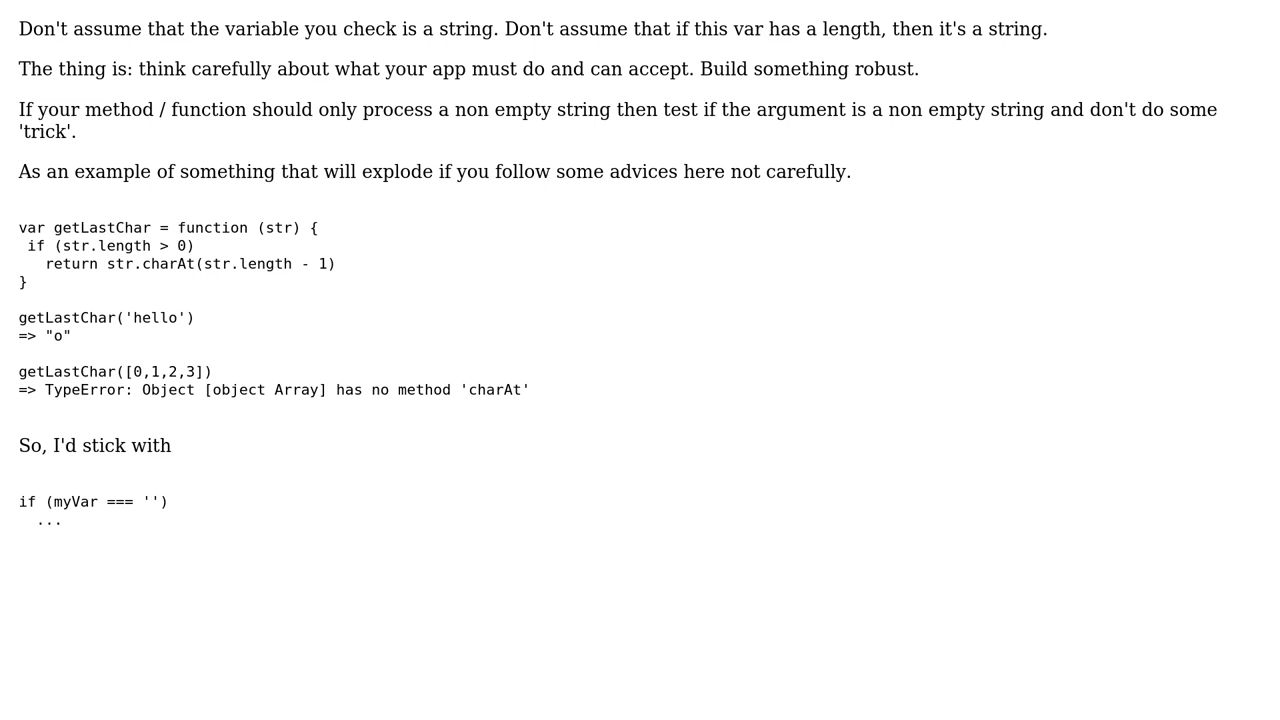 Don't assume that the variable you check is a string. Don't assume that if this var has a length, then it's a string.
The thing is: think carefully about what your app must do and can accept. Build something robust.
If your method / function should only process a non empty string then test if the argument is a non empty string and don't do some
'trick'.
As an example of something that will explode if you follow some advices here not carefully.
var getLastChar = function (str) {
 if (str.length > 0)
   return str.charAt(str.length - 1)
}
getLastChar('hello')
=> "o"
getLastChar([0,1,2,3])
=> TypeError: Object [object Array] has no method 'charAt'
So, I'd stick with
if (myVar === '')
  ...